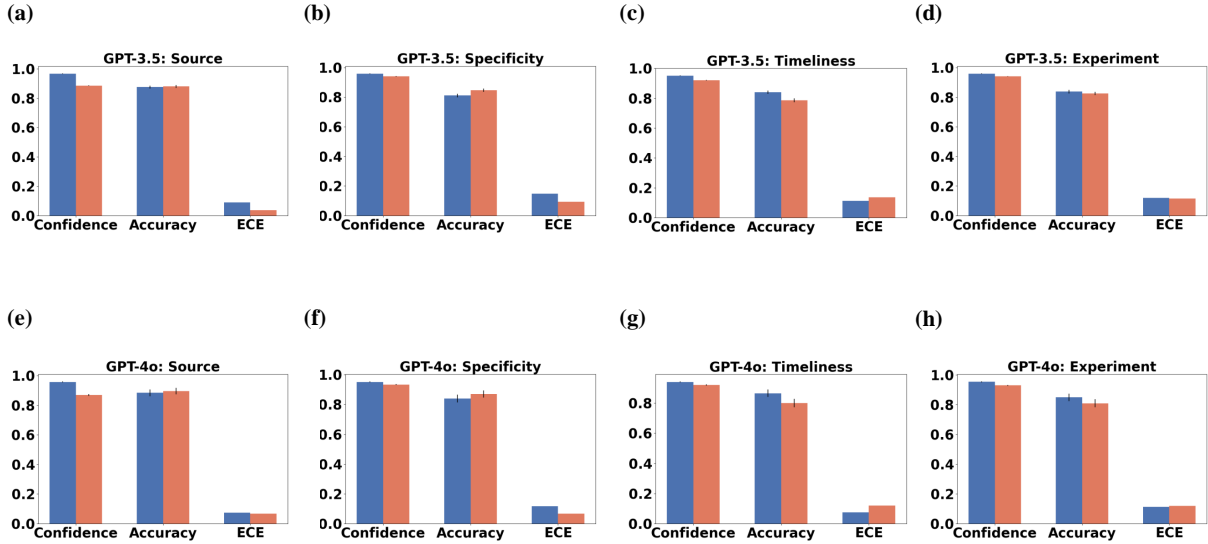 (a)
(b)
(c)
(d)
GPT-3.5: Source
1.0
0.8
0.6
0.4
0.2
0.0
Confidence Accuracy ECE
GPT-3.5: Specificity
1.0
0.8
0.6
0.4
0.2
0.0
Confidence Accuracy ECE
GPT-3.5: Timeliness
1.0
0.8
0.6
0.4
0.2
0.0
Confidence Accuracy ECE
GPT-3.5: Experiment
1.0
0.8
0.6
0.4
0.2
0.0
Confidence Accuracy ECE
(e)
(f)
(g)
(h)
GPT-4o: Source
1.0
0.8
0.6
0.4
0.2
0.0
Confidence Accuracy ECE
GPT-4o: Specificity
1.0
0.8
0.6
0.4
0.2
0.0
Confidence Accuracy ECE
GPT-4o: Timeliness
0.8
0.6
0.4
0.2
0.0
Confidence Accuracy ECE
GPT-4o: Experiment
1.0
0.8
0.6
0.4
0.2
0.0
Confidence Accuracy ECE